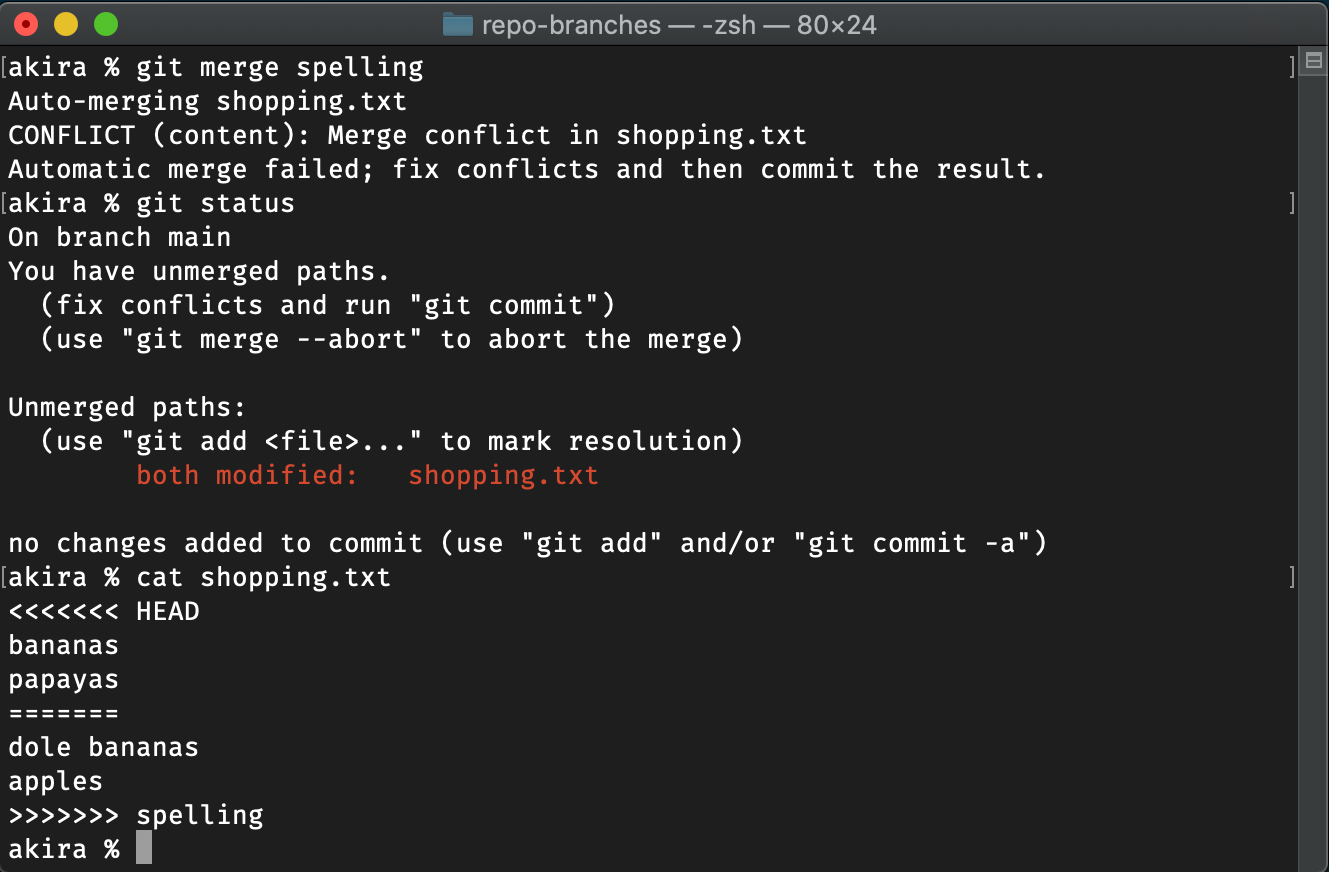 repo-branches — -zsh — 80×24
akira % git merge spelling
Auto-merging shopping.txt
CONFLICT (content): Merge conflict in shopping.txt
Automatic merge failed; fix conflicts and then commit the result.
akira % git status
On branch main
You have unmerged paths.
  (fix conflicts and run "git commit")
  (use "git merge --abort" to abort the merge)

Unmerged paths:
  (use "git add <file>..." to mark resolution)
        both modified:   shopping.txt

no changes added to commit (use "git add" and/or "git commit -a")
akira % cat shopping.txt
<<<<<<< HEAD
bananas
papayas
=======
dole bananas
apples
>>>>>>> spelling
akira %